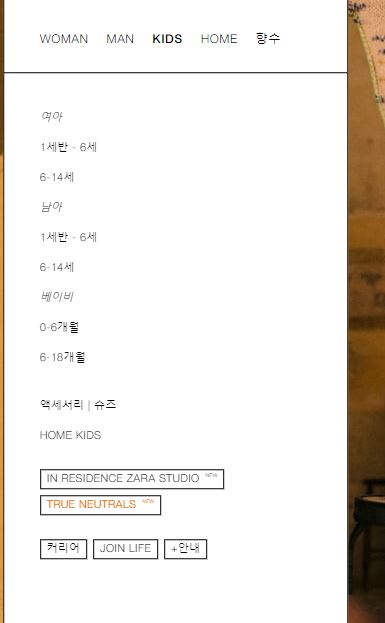 WOMAN MAN KIDS HOME 향수
여아
1세반 - 6세
6-14세
남아
1세반 - 6세
6-14세
베이비
0-6개월
6-18개월
액세서리 | 슈즈
HOME KIDS
IN RESIDENCE ZARA STUDIO NEW
TRUE NEUTRALS NEW
커리어 JOIN LIFE +안내